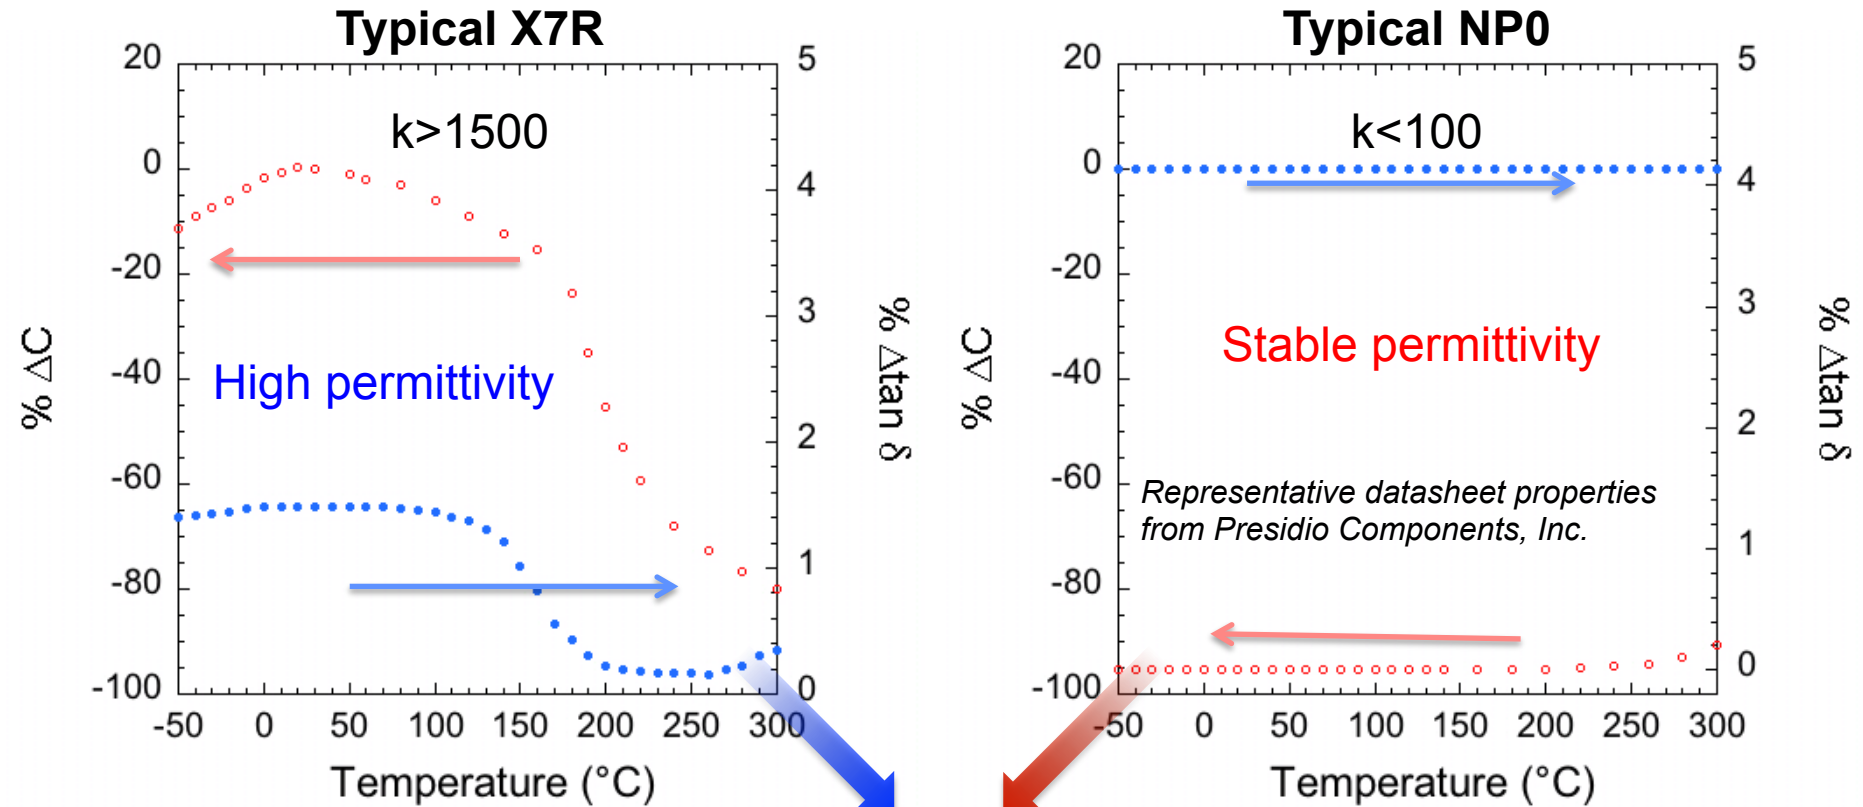 Typical X7R
20
0
-20
-40
-60
-80
-100
% ΔC
k>1500
High permittivity
5
4
3
2
1
0
% Δtan δ
-50 0 50 100 150 200 250 300
Temperature (°C)
Typical NP0
20
0
-20
-40
-60
-80
-100
% ΔC
k<100
Stable permittivity
Representative datasheet properties
from Presidio Components, Inc.
5
4
3
2
1
0
% Δtan δ
-50 0 50 100 150 200 250 300
Temperature (°C)